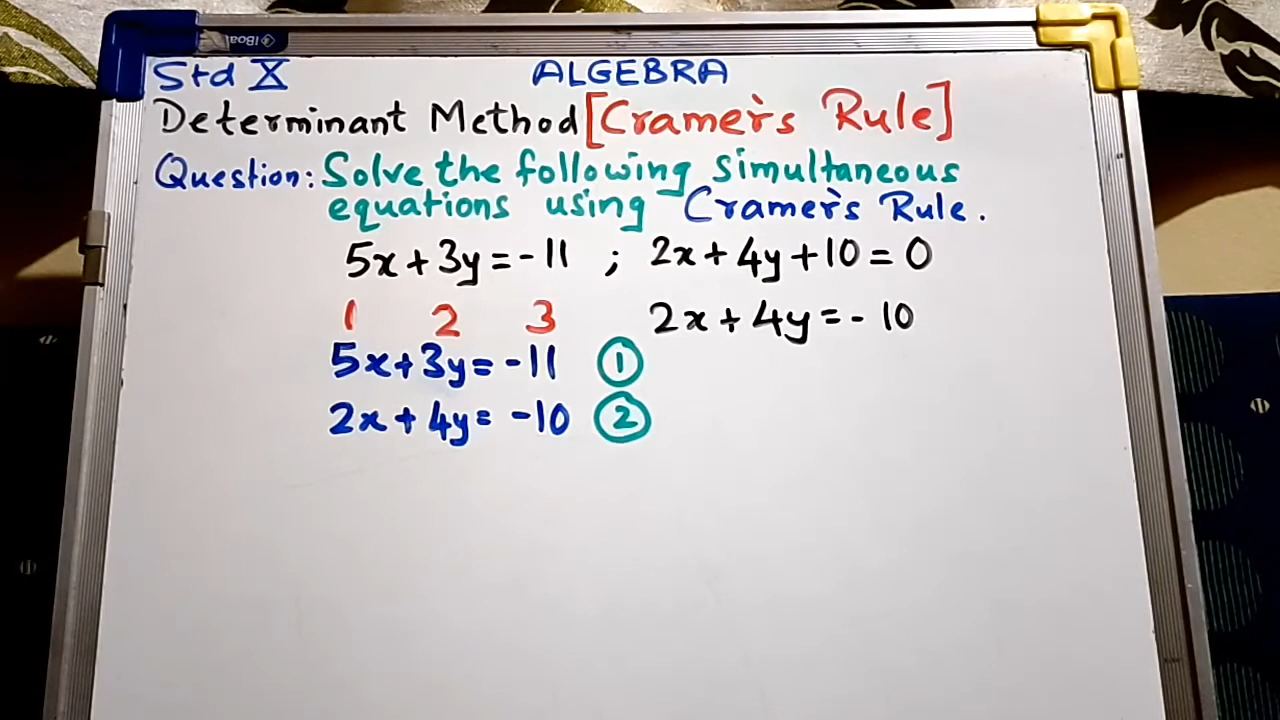 iBoa
Std X ALGEBRA
Determinant Method [Cramer's Rule]
Question: Solve the following simultaneous
equations using Cramer's Rule.
5x+3y=-11 ; 2x+4y+10=0
1 2 3 2x+4y=-10
5x+3y=-11 ①
2x+4y=-10 ②